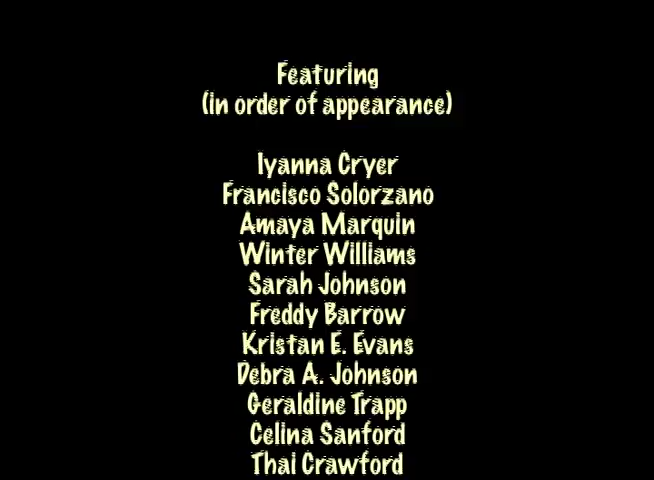 Featuring
(in order of appearance)
Iyanna Cryer
Francisco Solorzano
Amaya Marquin
Winter Williams
Sarah Johnson
Freddy Barrow
Kristan E. Evans
Debra A. Johnson
Geraldine Trapp
Celina Sanford
Thai Crawford